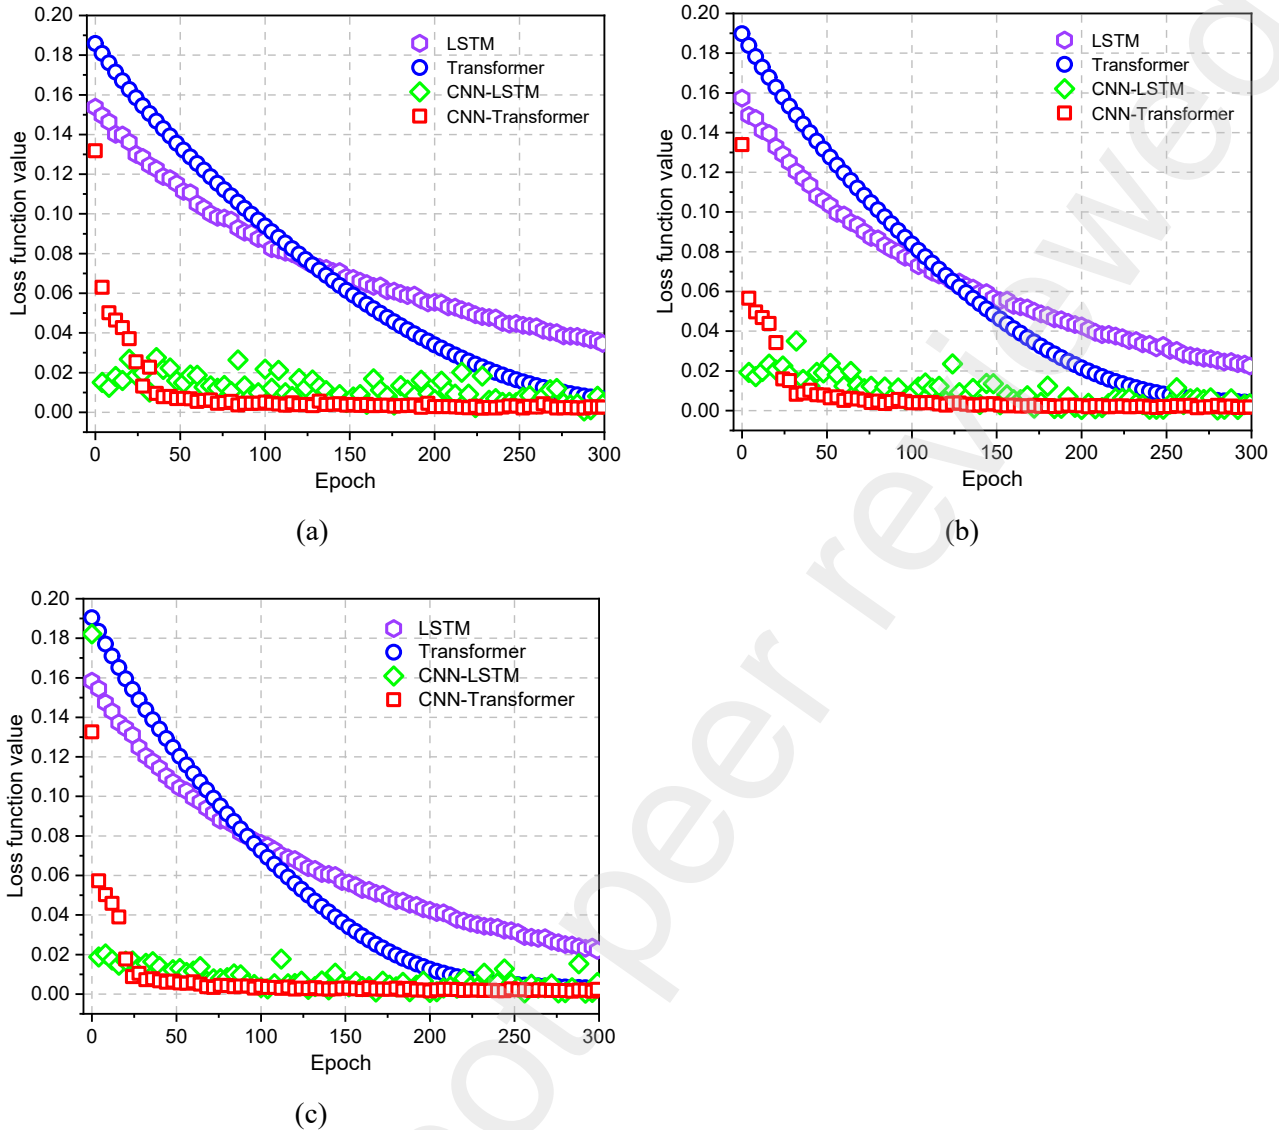 0.20
0.18
0.16
0.14
0.12
0.10
0.08
0.06
0.04
0.02
0.00
Loss function value
LSTM
Transformer
CNN-LSTM
CNN-Transformer
0 50 100 150 200 250 300
Epoch
(a)
0.20
0.18
0.16
0.14
0.12
0.10
0.08
0.06
0.04
0.02
0.00
Loss function value
LSTM
Transformer
CNN-LSTM
CNN-Transformer
0 50 100 150 200 250 300
Epoch
(b)
0.20
0.18
0.16
0.14
0.12
0.10
0.08
0.06
0.04
0.02
0.00
Loss function value
LSTM
Transformer
CNN-LSTM
CNN-Transformer
0 50 100 150 200 250 300
Epoch
(c)
peer reviewed